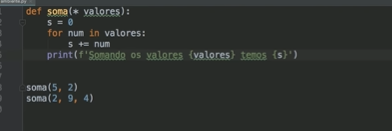 def soma(* valores):
    s = 0
    for num in valores:
        s += num
    print(f'Somando os valores {valores} temos {s}')
soma(5, 2)
soma(2, 9, 4)